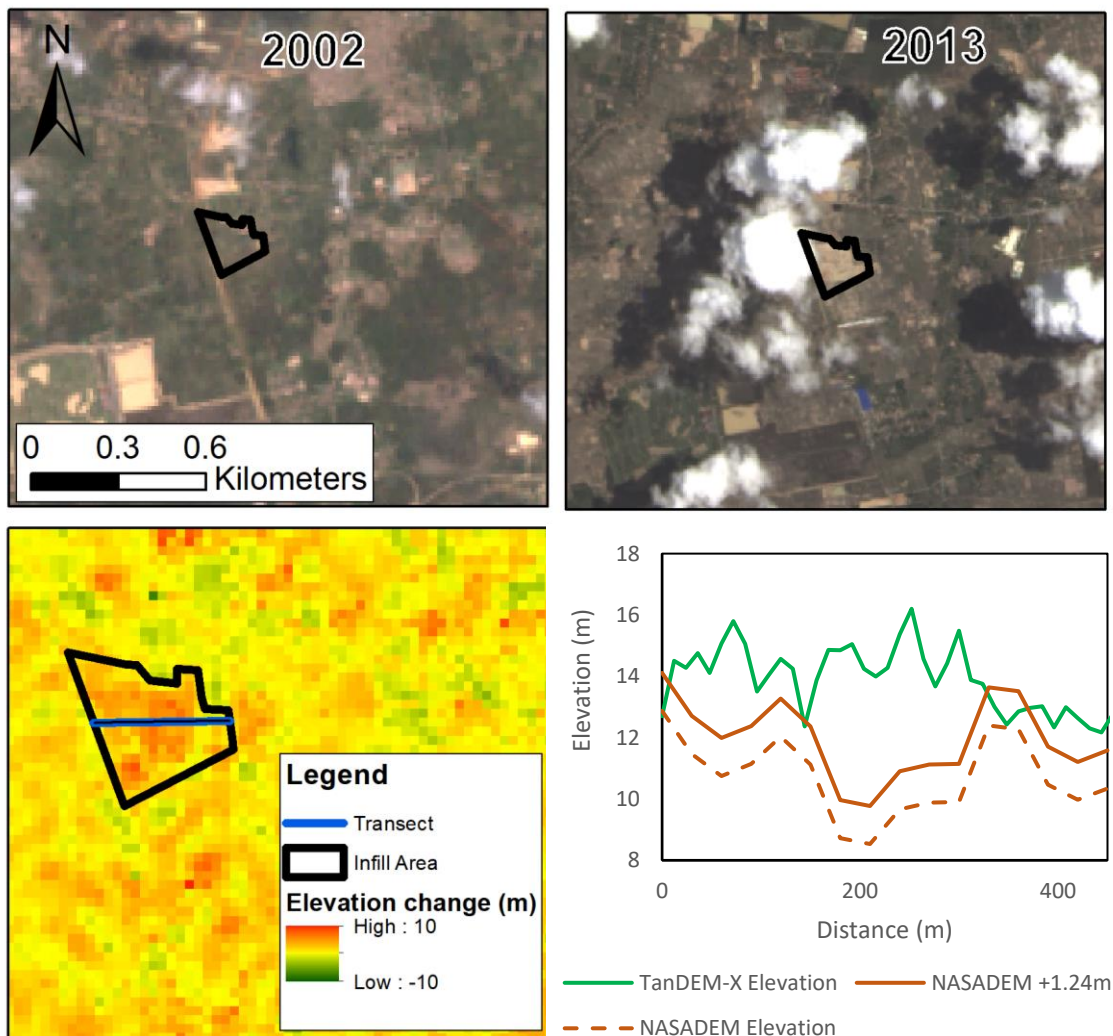 N
2002
2013
0 0.3 0.6
Kilometers
Legend
Transect
Infill Area
Elevation change (m)
High : 10
Low : -10
18
16
14
12
10
8
Elevation (m)
0 200 400
Distance (m)
TanDEM-X Elevation NASADEM +1.24m
NASADEM Elevation